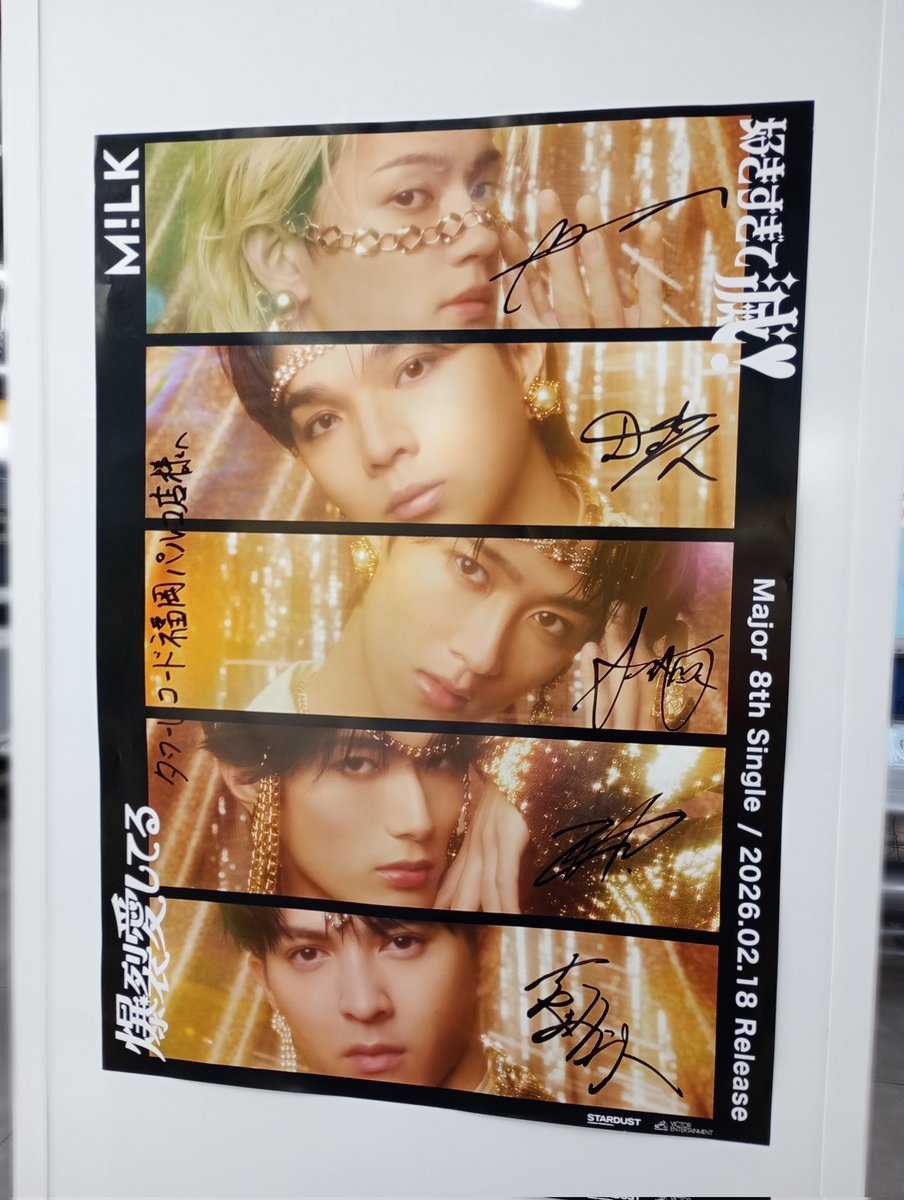 M!LK
好きすぎて滅!
タワーレコード福岡パルコ店様へ
爆裂愛してる
Major 8th Single / 2026.02.18 Release
STARDUST
VICTOR
ENTERTAINMENT